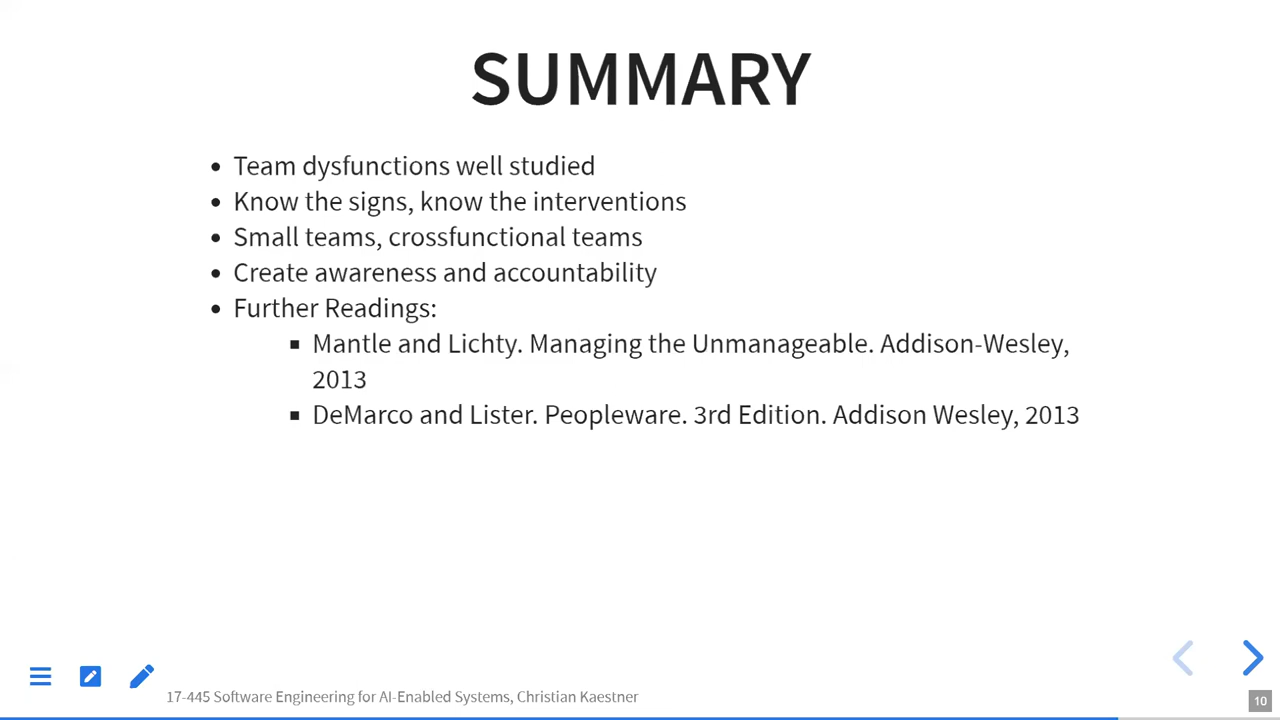 SUMMARY
• Team dysfunctions well studied
• Know the signs, know the interventions
• Small teams, crossfunctional teams
• Create awareness and accountability
• Further Readings:
▪ Mantle and Lichty. Managing the Unmanageable. Addison-Wesley,
2013
▪ DeMarco and Lister. Peopleware. 3rd Edition. Addison Wesley, 2013
17-445 Software Engineering for AI-Enabled Systems, Christian Kaestner
10